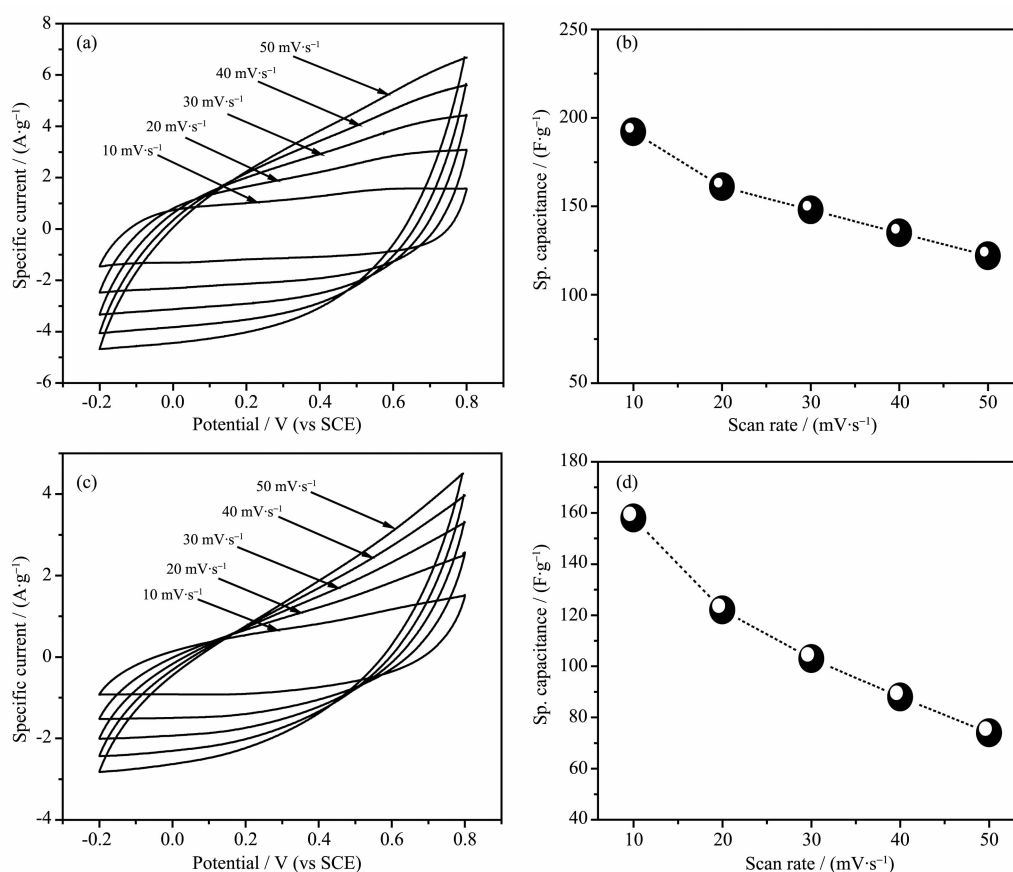 (a)
50 mV·s⁻¹
40 mV·s⁻¹
30 mV·s⁻¹
20 mV·s⁻¹
10 mV·s⁻¹
8
6
4
2
0
-2
-4
-6
Specific current / (A·g⁻¹)
-0.2 0.0 0.2 0.4 0.6 0.8
Potential / V (vs SCE)
(b)
250
200
150
100
50
Sp. capacitance / (F·g⁻¹)
10 20 30 40 50
Scan rate / (mV·s⁻¹)
(c)
50 mV·s⁻¹
40 mV·s⁻¹
30 mV·s⁻¹
20 mV·s⁻¹
10 mV·s⁻¹
4
2
0
-2
-4
Specific current / (A·g⁻¹)
-0.2 0.0 0.2 0.4 0.6 0.8
Potential / V (vs SCE)
(d)
180
160
140
120
100
80
60
40
Sp. capacitance / (F·g⁻¹)
10 20 30 40 50
Scan rate / (mV·s⁻¹)